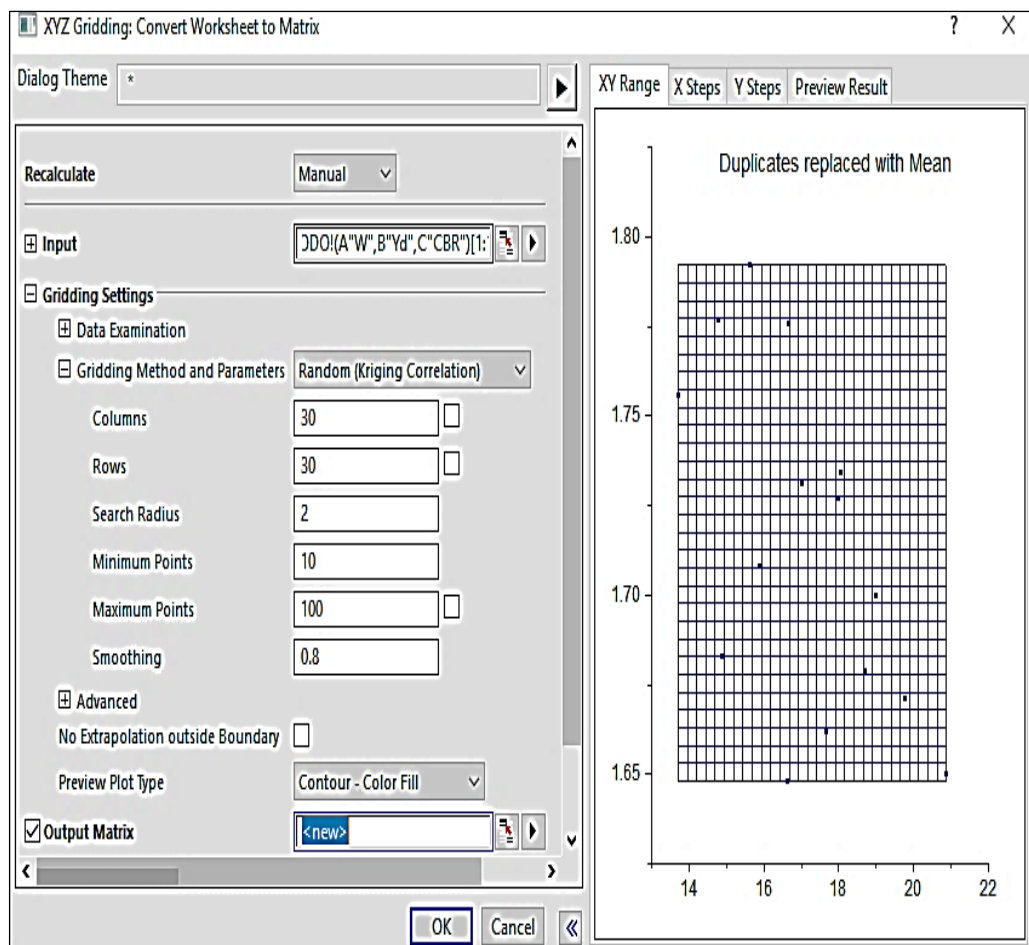 XYZ Gridding: Convert Worksheet to Matrix
?
X
Dialog Theme
*
Recalculate
Manual
Input
DDO!(A"W",B"Yd",C"CBR")[1:
Gridding Settings
Data Examination
Gridding Method and Parameters
Random (Kriging Correlation)
Columns
30
Rows
30
Search Radius
2
Minimum Points
10
Maximum Points
100
Smoothing
0.8
Advanced
No Extrapolation outside Boundary
Preview Plot Type
Contour - Color Fill
Output Matrix
<new>
OK
Cancel
«
XY Range
X Steps
Y Steps
Preview Result
Duplicates replaced with Mean
1.80
1.75
1.70
1.65
14 16 18 20 22